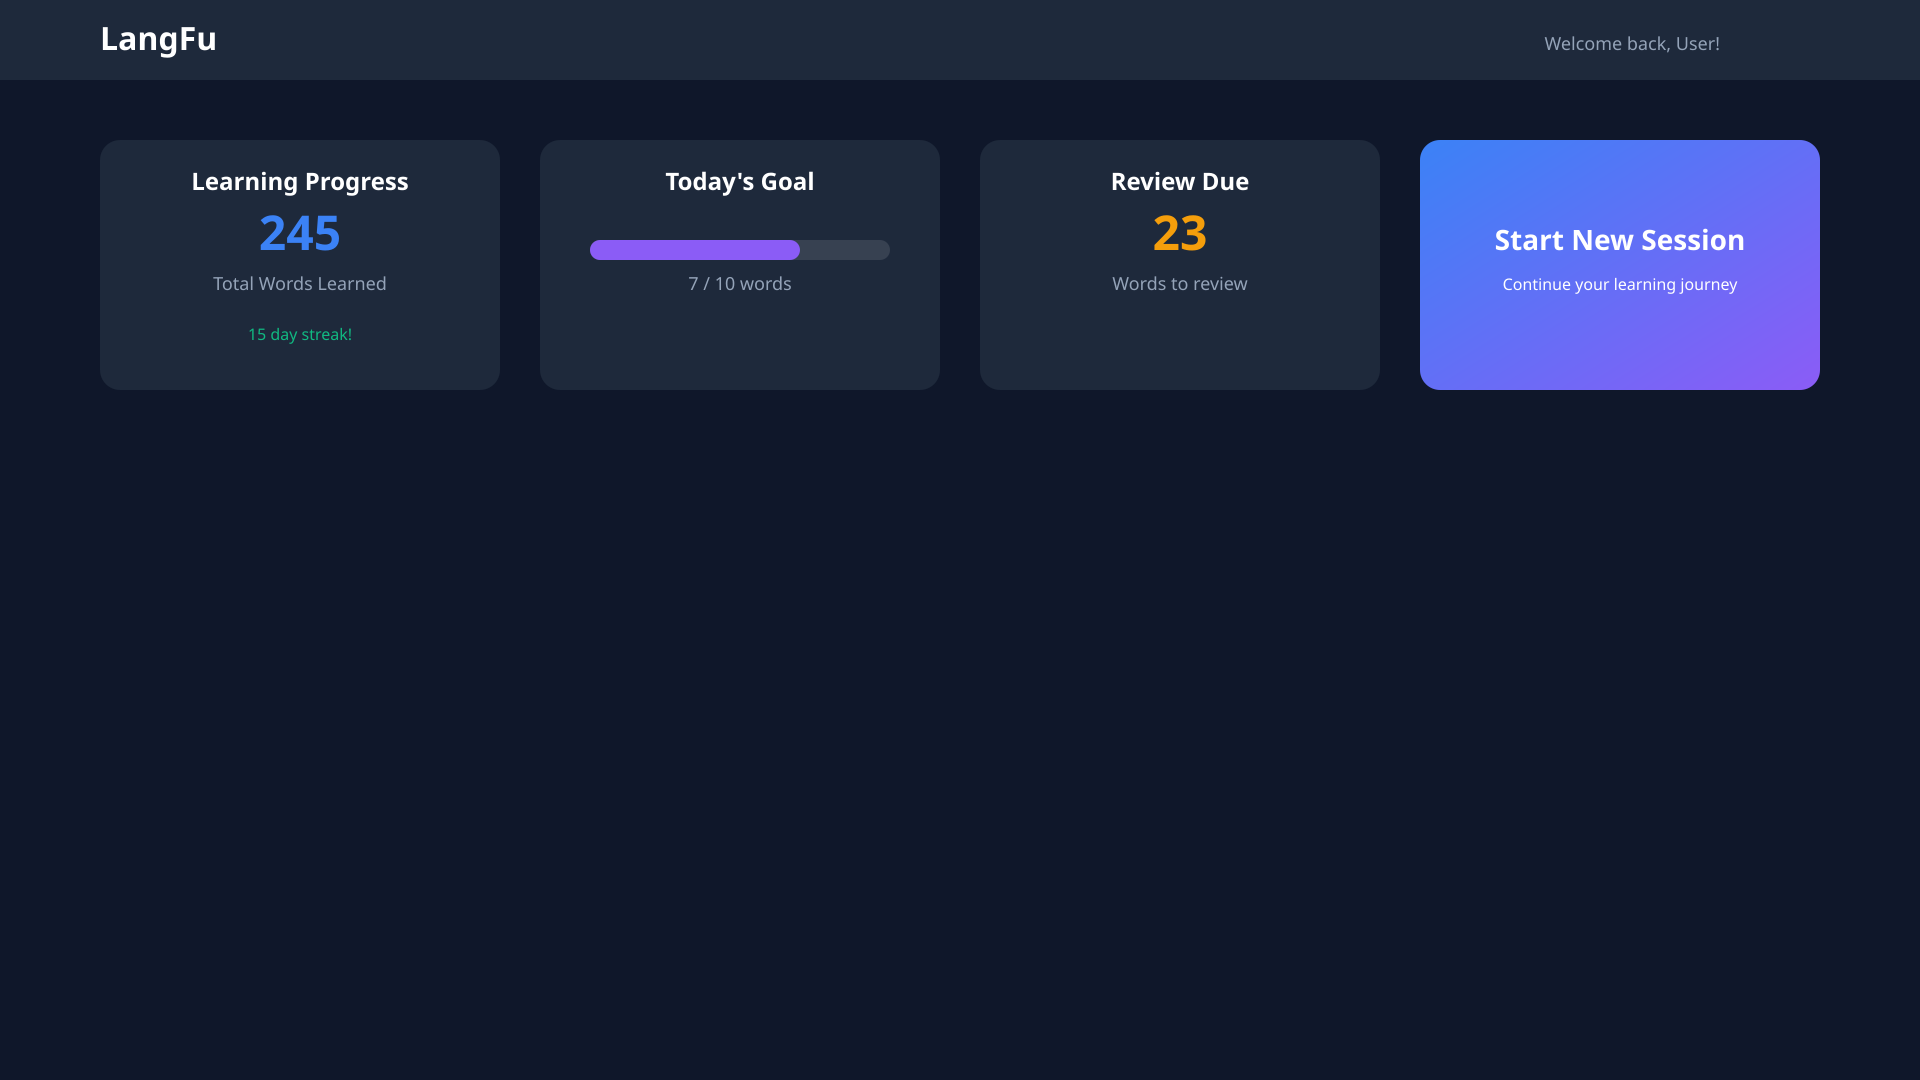 LangFu
Welcome back, User!
Learning Progress
245
Total Words Learned
15 day streak!
Today's Goal
7 / 10 words
Review Due
23
Words to review
Start New Session
Continue your learning journey